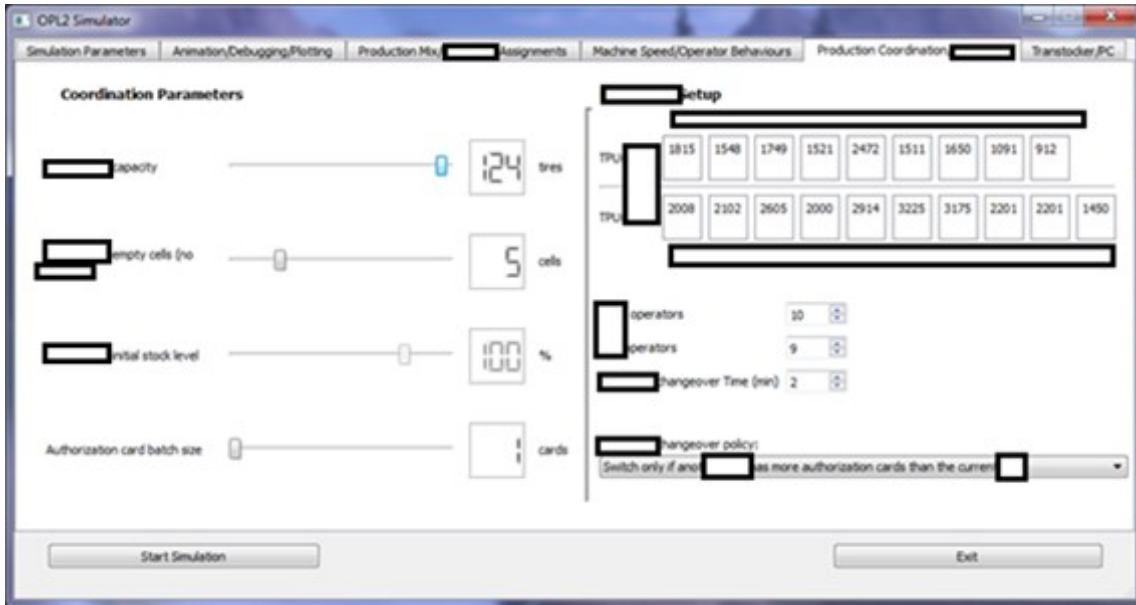 OPL2 Simulator
Simulation Parameters Animation/Debugging/Plotting Production Mix/ Assignments Machine Speed/Operator Behaviours Production Coordination/ Transtocker/PC
Coordination Parameters
capacity 124 tires
empty cells (no
5 cells
initial stock level 100 %
Authorization card batch size 1 cards
Setup
TPU 1815 1548 1749 1521 2472 1511 1650 1091 912
TPU 2008 2102 2605 2000 2914 3225 3175 2201 2201 1450
operators 10
operators 9
changeover Time (min) 2
changeover policy:
Switch only if ano has more authorization cards than the current
Start Simulation Exit